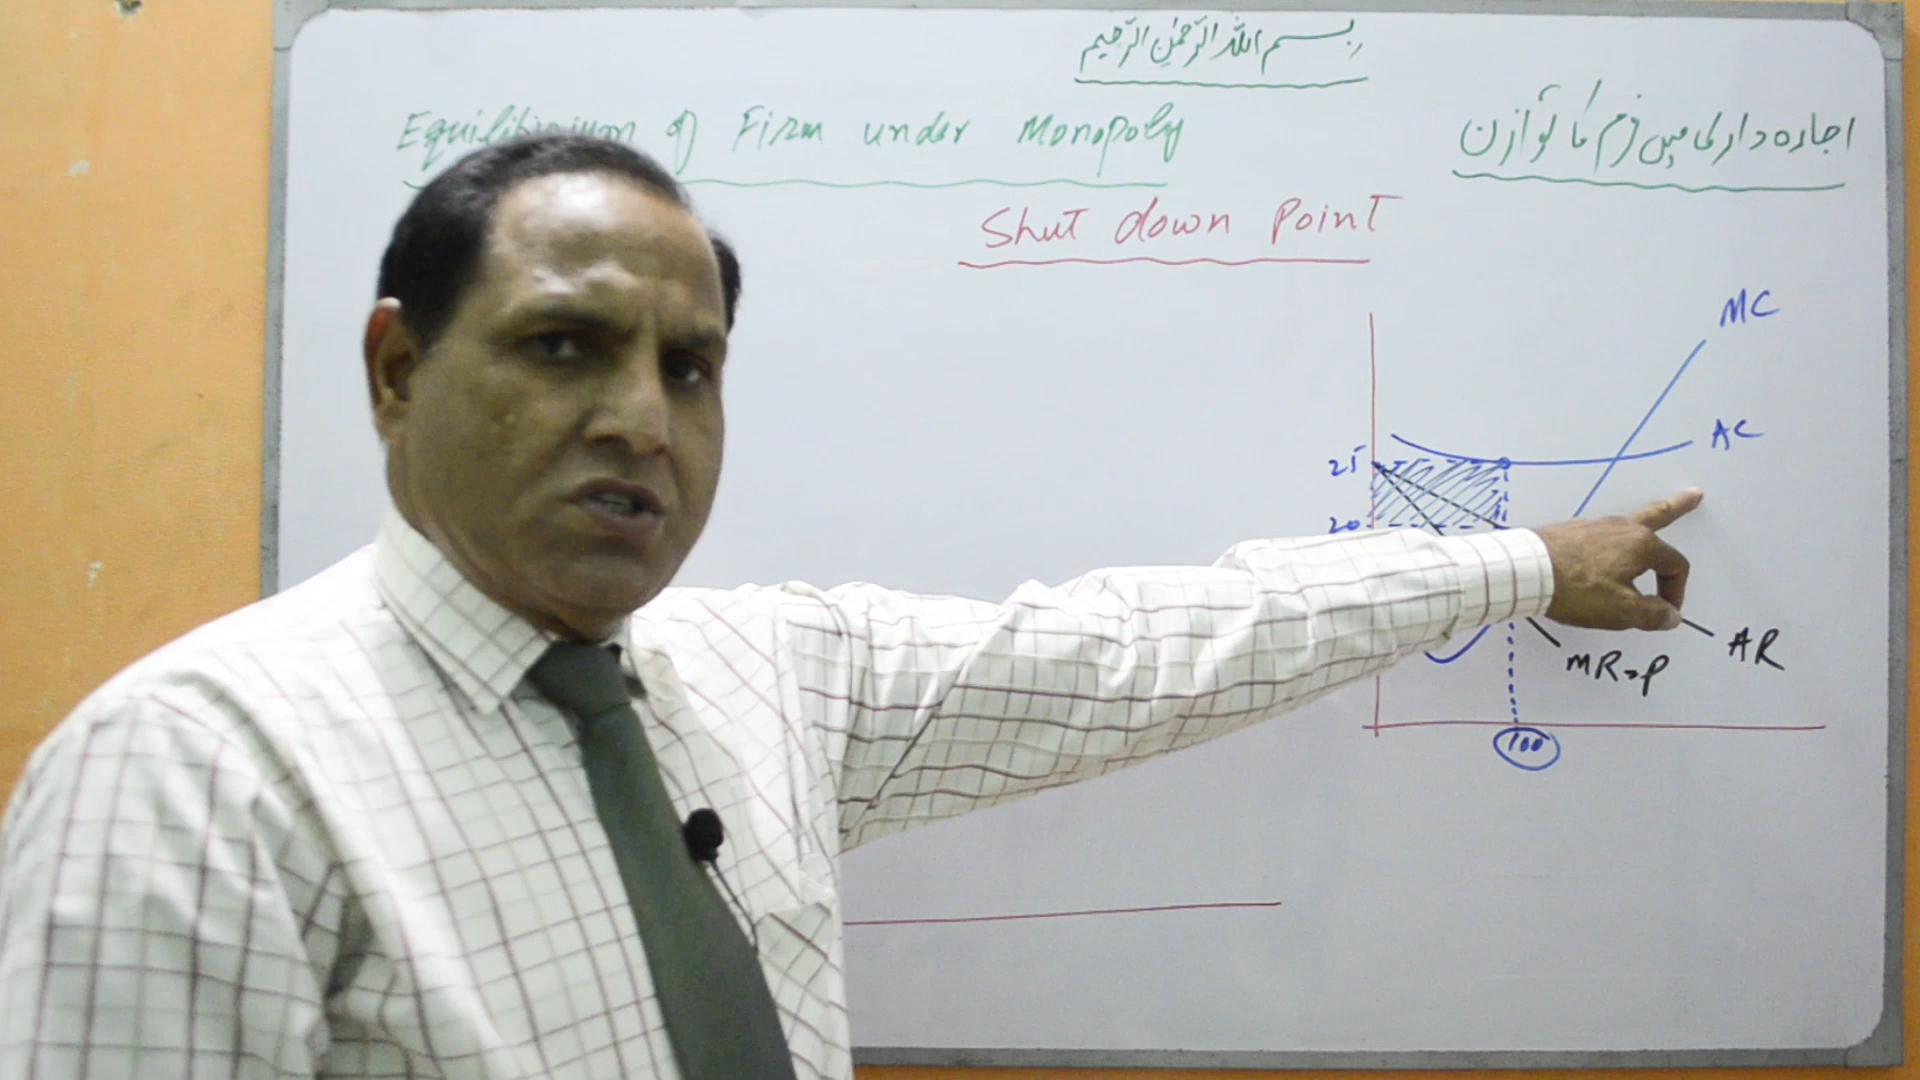 بسم اللہ الرحمٰن الرحیم
Equilibrium of Firm under Monopoly
اجارہ داری میں فرم کا توازن
Shut down Point
MC
AC
25
20
AR
MR=P
100